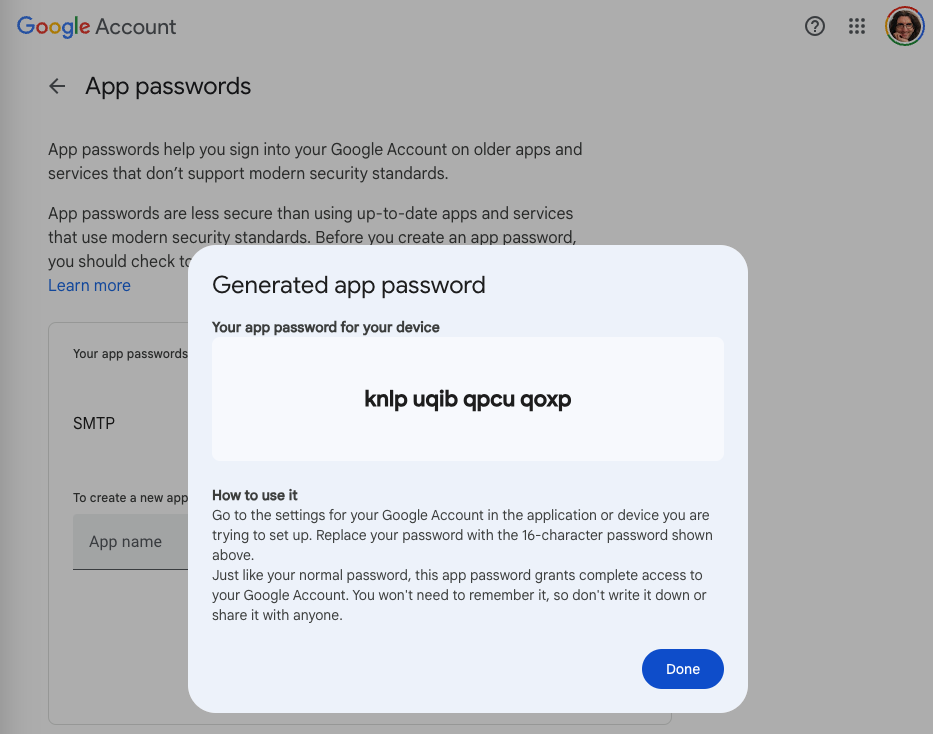 Google Account
App passwords
App passwords help you sign into your Google Account on older apps and
services that don’t support modern security standards.
App passwords are less secure than using up-to-date apps and services
that use modern security standards. Before you create an app password,
you should check to
Learn more
Your app passwords
SMTP
To create a new app
App name
Generated app password
Your app password for your device
knlp uqib qpcu qoxp
How to use it
Go to the settings for your Google Account in the application or device you are
trying to set up. Replace your password with the 16-character password shown
above.
Just like your normal password, this app password grants complete access to
your Google Account. You won't need to remember it, so don't write it down or
share it with anyone.
Done